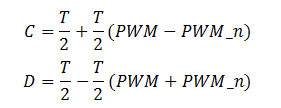 C = T/2 + T/2 (PWM − PWM_n)
D = T/2 − T/2 (PWM + PWM_n)